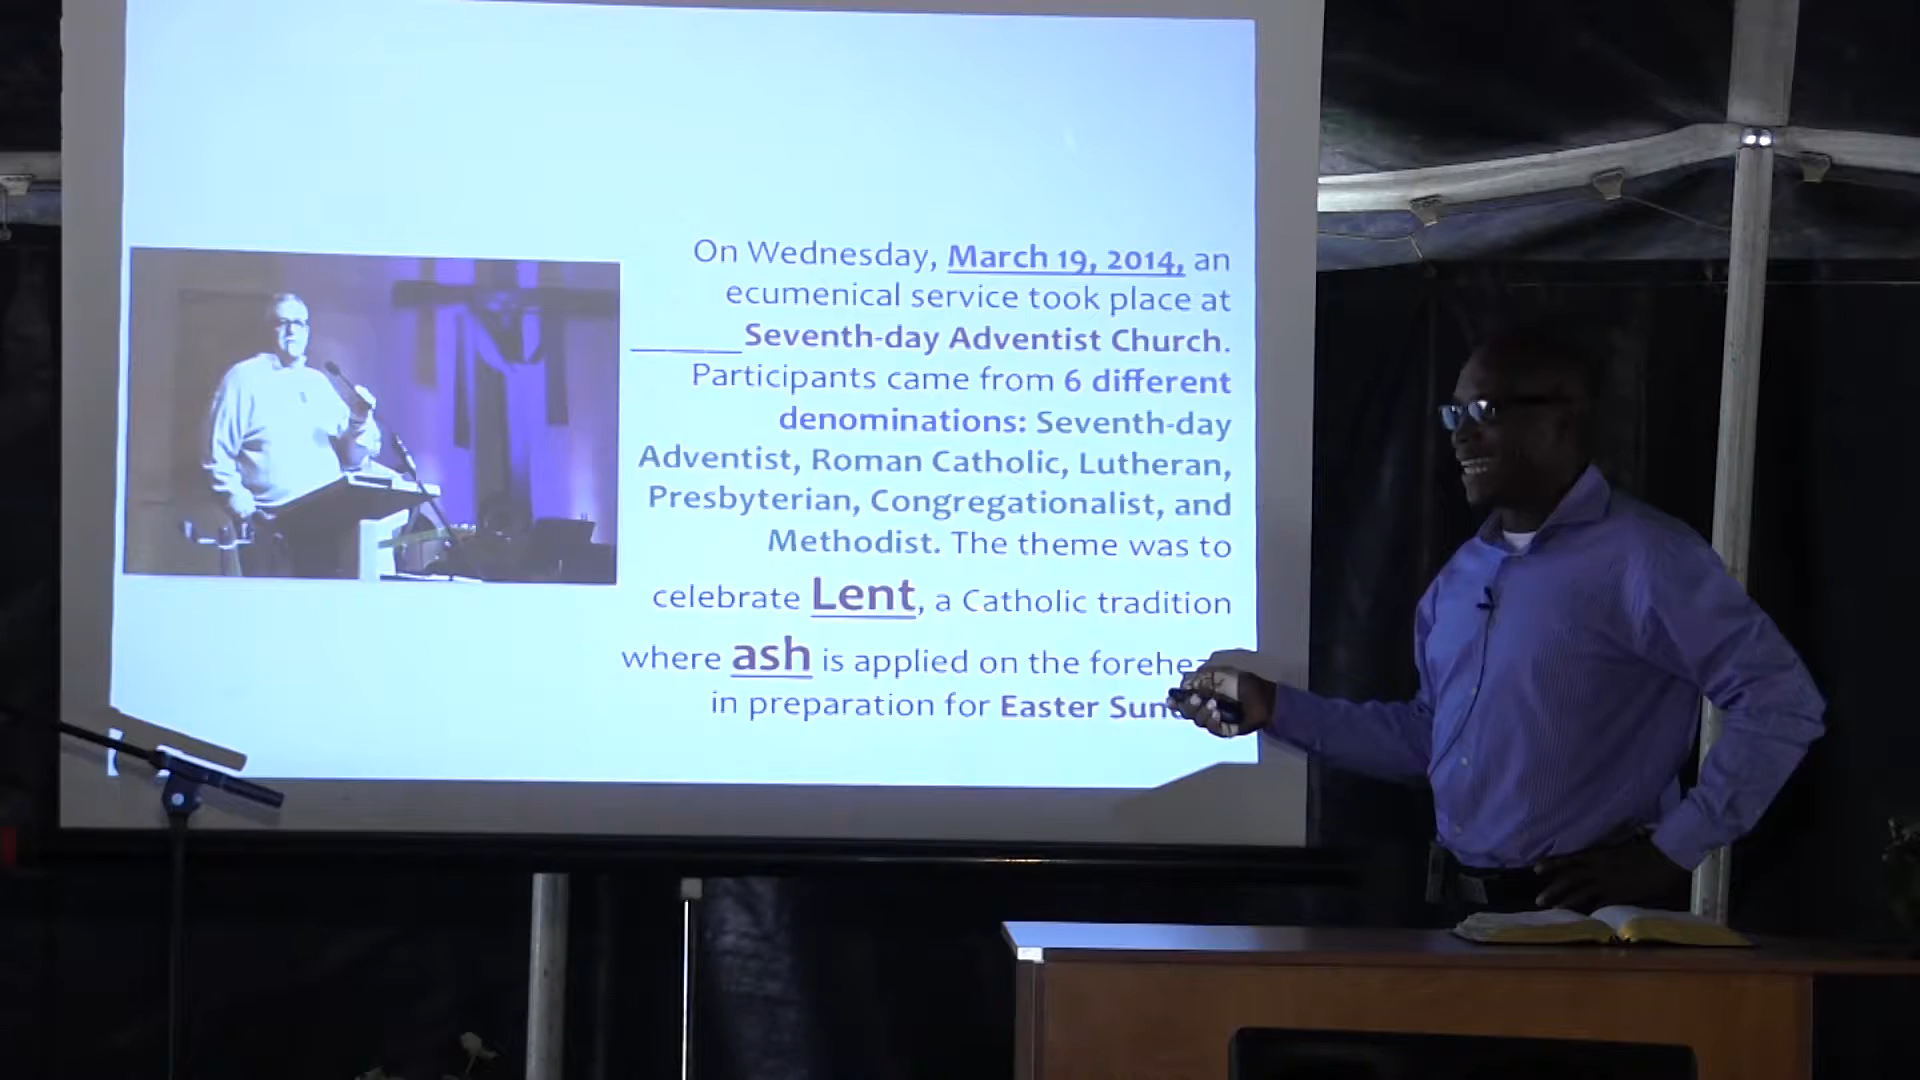 On Wednesday, March 19, 2014, an
ecumenical service took place at
______Seventh-day Adventist Church.
Participants came from 6 different
denominations: Seventh-day
Adventist, Roman Catholic, Lutheran,
Presbyterian, Congregationalist, and
Methodist. The theme was to
celebrate Lent, a Catholic tradition
where ash is applied on the
in preparation for Easter